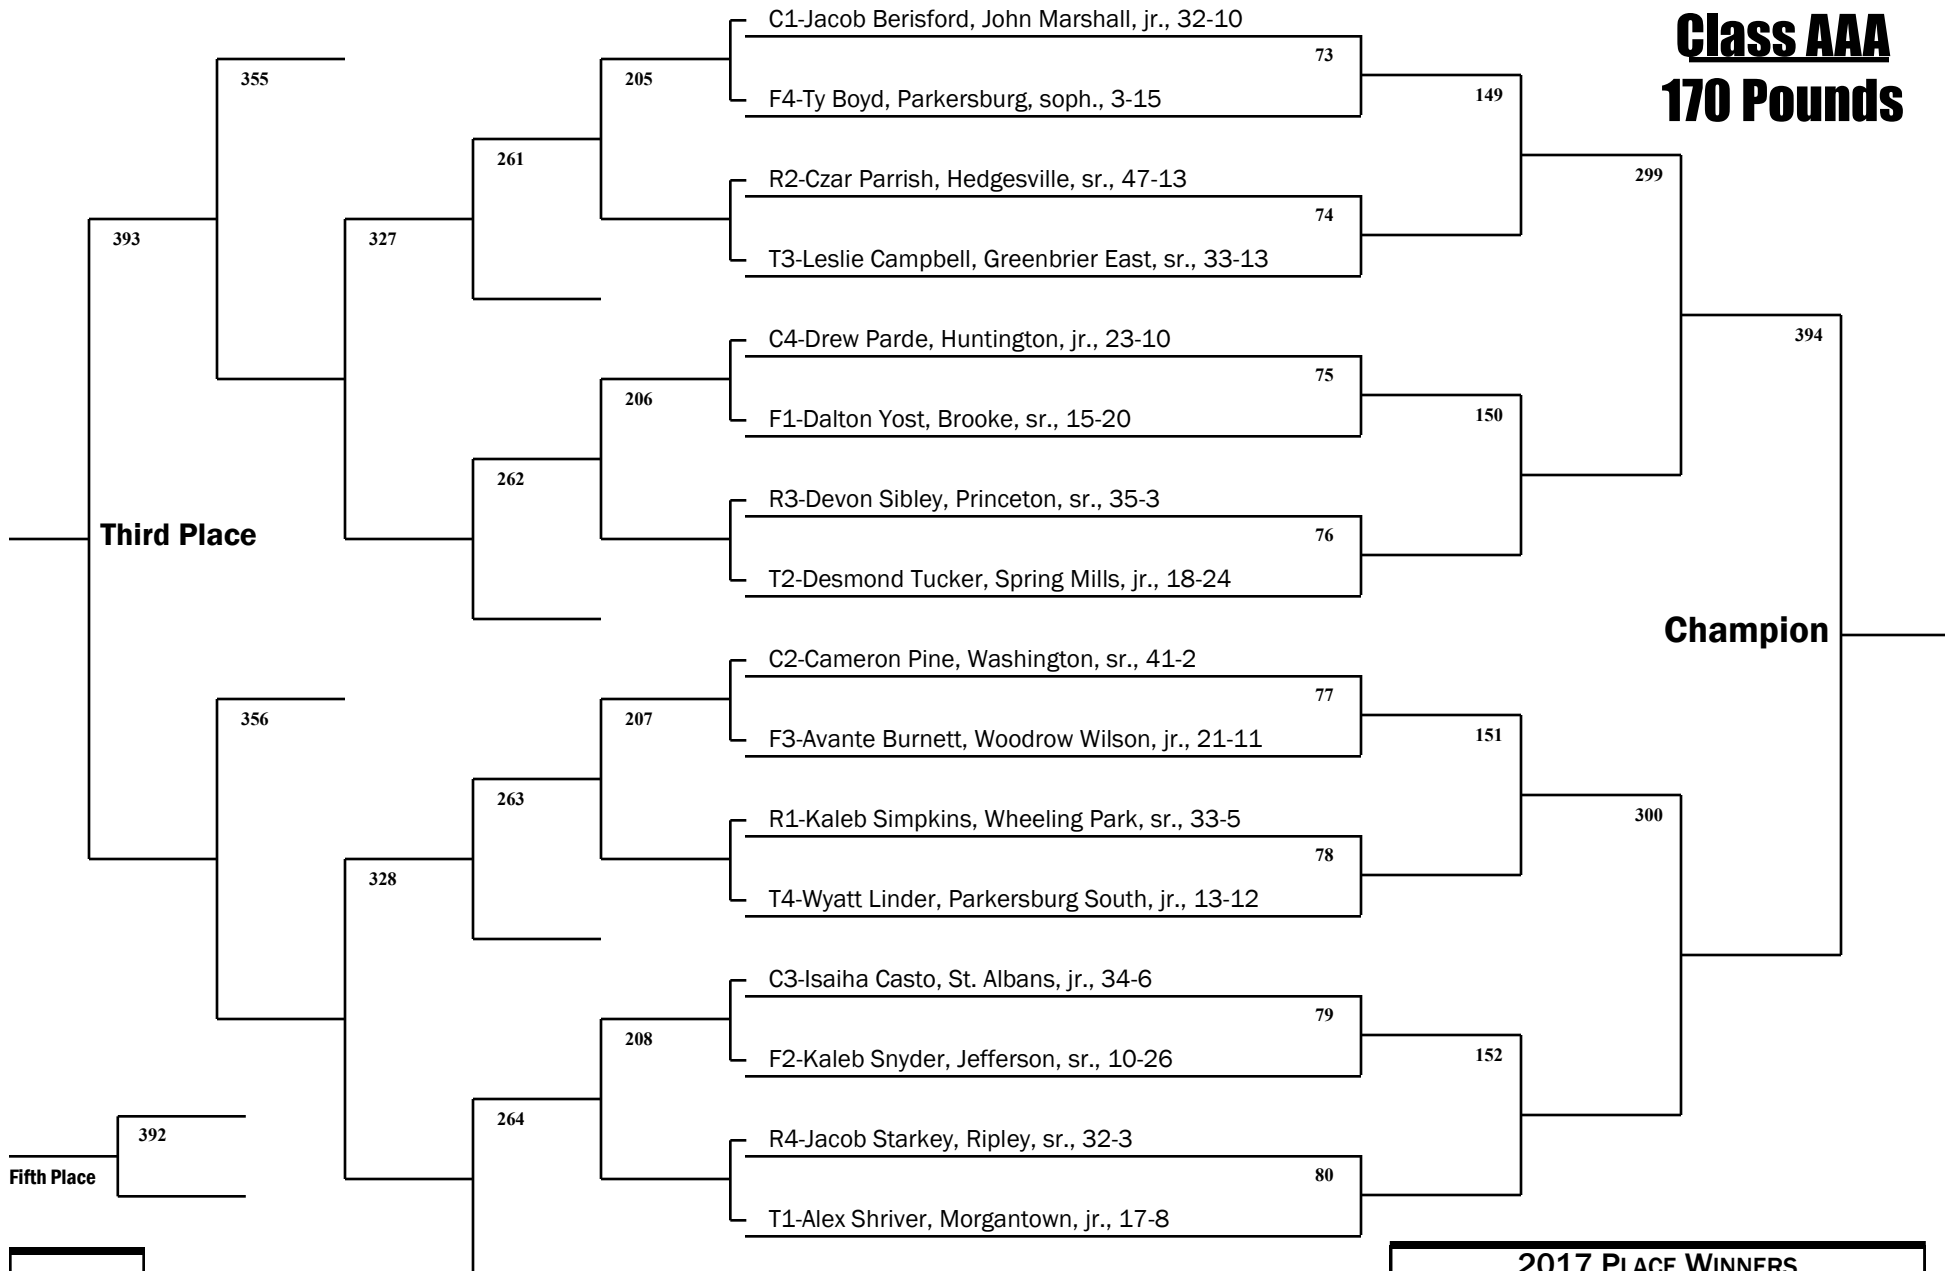 Class AAA
170 Pounds
C1-Jacob Berisford, John Marshall, jr., 32-10
73
355
205
F4-Ty Boyd, Parkersburg, soph., 3-15
149
261
R2-Czar Parrish, Hedgesville, sr., 47-13
299
74
393
327
T3-Leslie Campbell, Greenbrier East, sr., 33-13
C4-Drew Parde, Huntington, jr., 23-10
394
75
206
F1-Dalton Yost, Brooke, sr., 15-20
150
262
R3-Devon Sibley, Princeton, sr., 35-3
76
Third Place
T2-Desmond Tucker, Spring Mills, jr., 18-24
Champion
C2-Cameron Pine, Washington, sr., 41-2
77
356
207
F3-Avante Burnett, Woodrow Wilson, jr., 21-11
151
263
R1-Kaleb Simpkins, Wheeling Park, sr., 33-5
300
78
328
T4-Wyatt Linder, Parkersburg South, jr., 13-12
C3-Isaiha Casto, St. Albans, jr., 34-6
79
208
F2-Kaleb Snyder, Jefferson, sr., 10-26
152
264
392
R4-Jacob Starkey, Ripley, sr., 32-3
80
Fifth Place
T1-Alex Shriver, Morgantown, jr., 17-8
2017 PLACE WINNERS